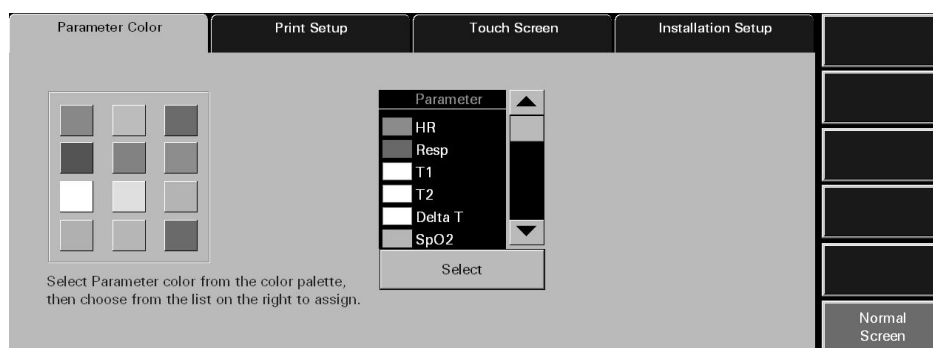 Parameter Color
Print Setup
Touch Screen
Installation Setup
Parameter
HR
Resp
T1
T2
Delta T
SpO2
Select
Select Parameter color from the color palette,
then choose from the list on the right to assign.
Normal
Screen